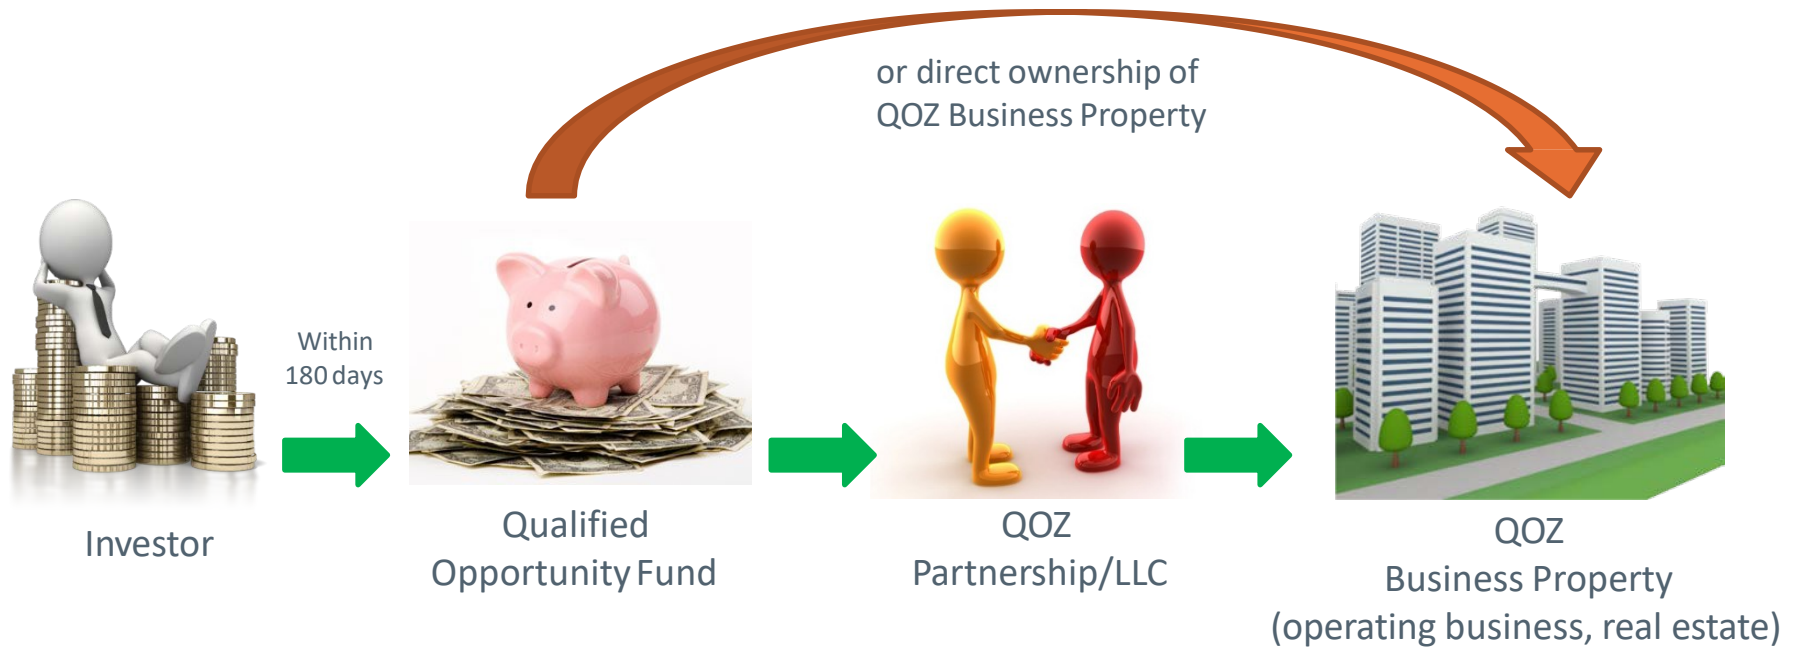 or direct ownership of
QOZ Business Property
Within
180 days
Investor
Qualified
Opportunity Fund
QOZ
Partnership/LLC
QOZ
Business Property
(operating business, real estate)